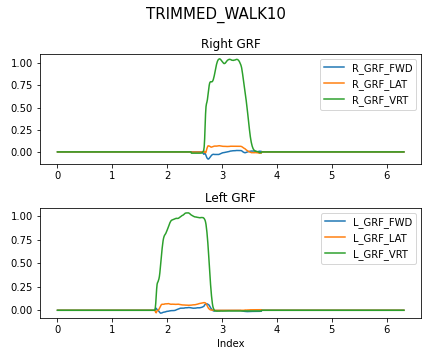 TRIMMED_WALK10
Right GRF
1.00
0.75
0.50
0.25
0.00
R_GRF_FWD
R_GRF_LAT
R_GRF_VRT
0 1 2 3 4 5 6
Left GRF
1.00
0.75
0.50
0.25
0.00
L_GRF_FWD
L_GRF_LAT
L_GRF_VRT
0 1 2 3 4 5 6
Index